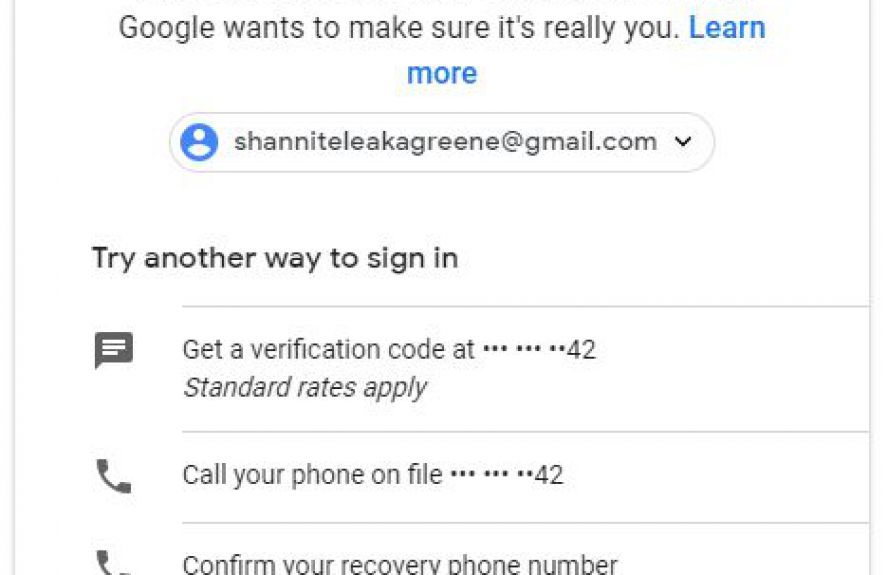 Google wants to make sure it's really you. Learn
more
shanniteleakagreene@gmail.com
Try another way to sign in
Get a verification code at ••• ••• ••42
Standard rates apply
Call your phone on file ••• ••• ••42
Confirm your recovery phone number